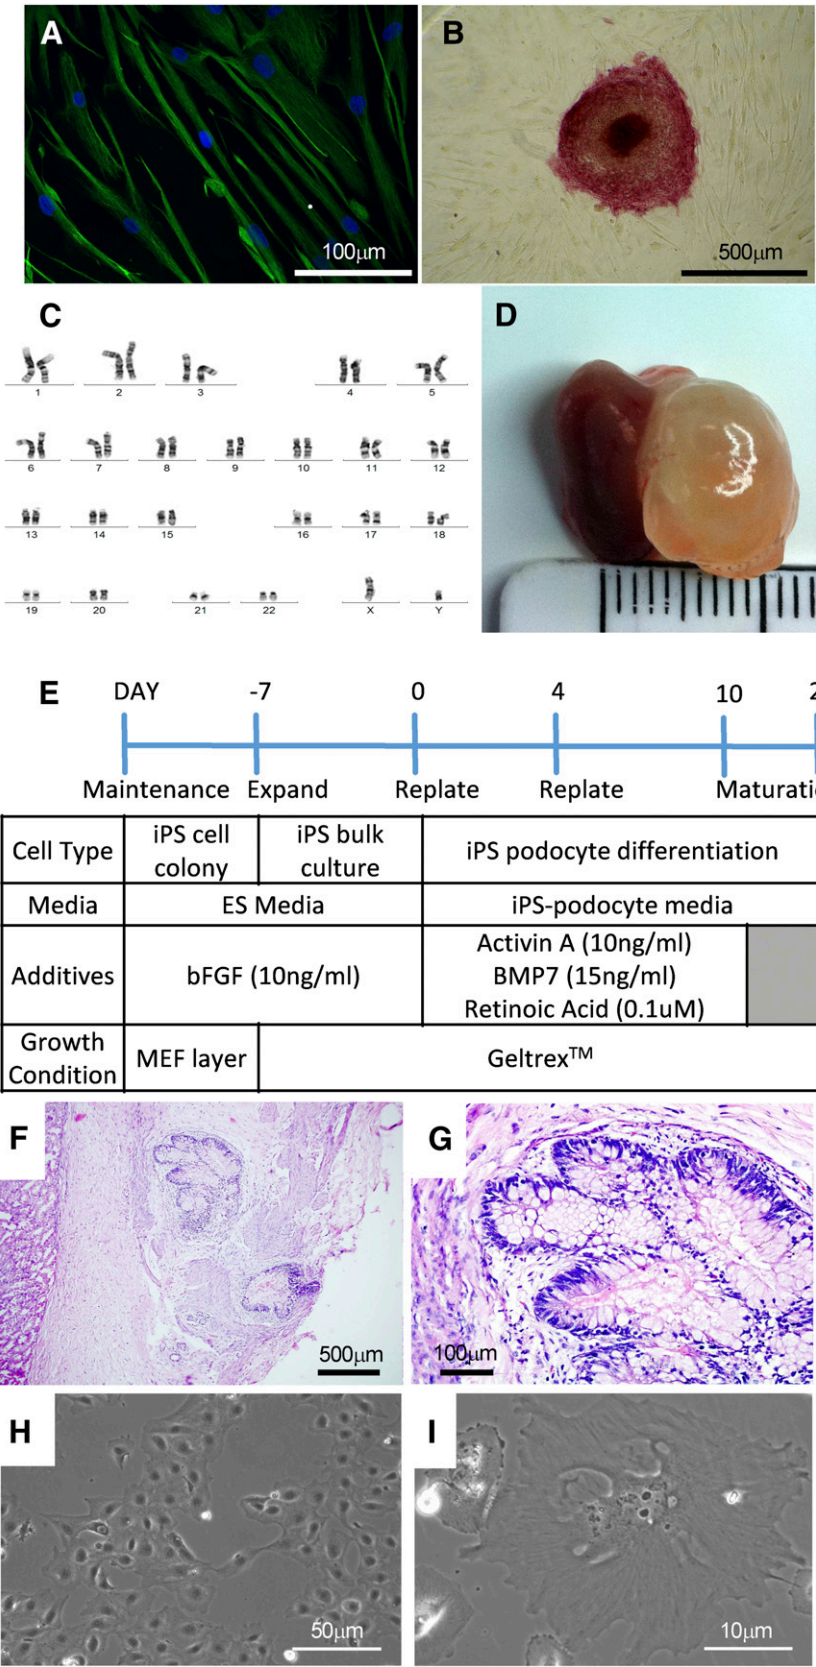 A
B
100μm
500μm
C
D
1 2 3 4 5
6 7 8 9 10 11 12
13 14 15 16 17 18
19 20 21 22 X Y
E
DAY -7 0 4 10
Maintenance Expand Replate Replate
Cell Type
iPS cell
colony
iPS bulk
culture
iPS podocyte differentiation
Media
ES Media
iPS-podocyte media
Additives
bFGF (10ng/ml)
Activin A (10ng/ml)
BMP7 (15ng/ml)
Retinoic Acid (0.1uM)
Growth
Condition
MEF layer
Geltrex™
F
G
500μm
100μm
H
I
50μm
10μm